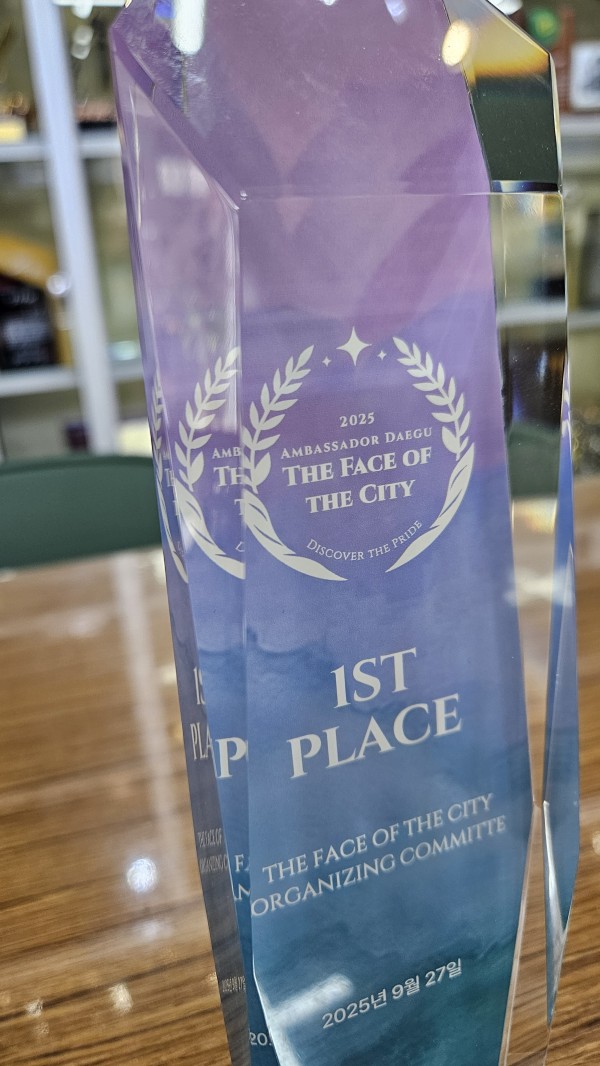 2025
AMBASSADOR DAEGU
THE FACE OF
THE CITY
DISCOVER THE PRIDE
1ST
PLACE
THE FACE OF THE CITY
ORGANIZING COMMITTE
2025년 9월 27일